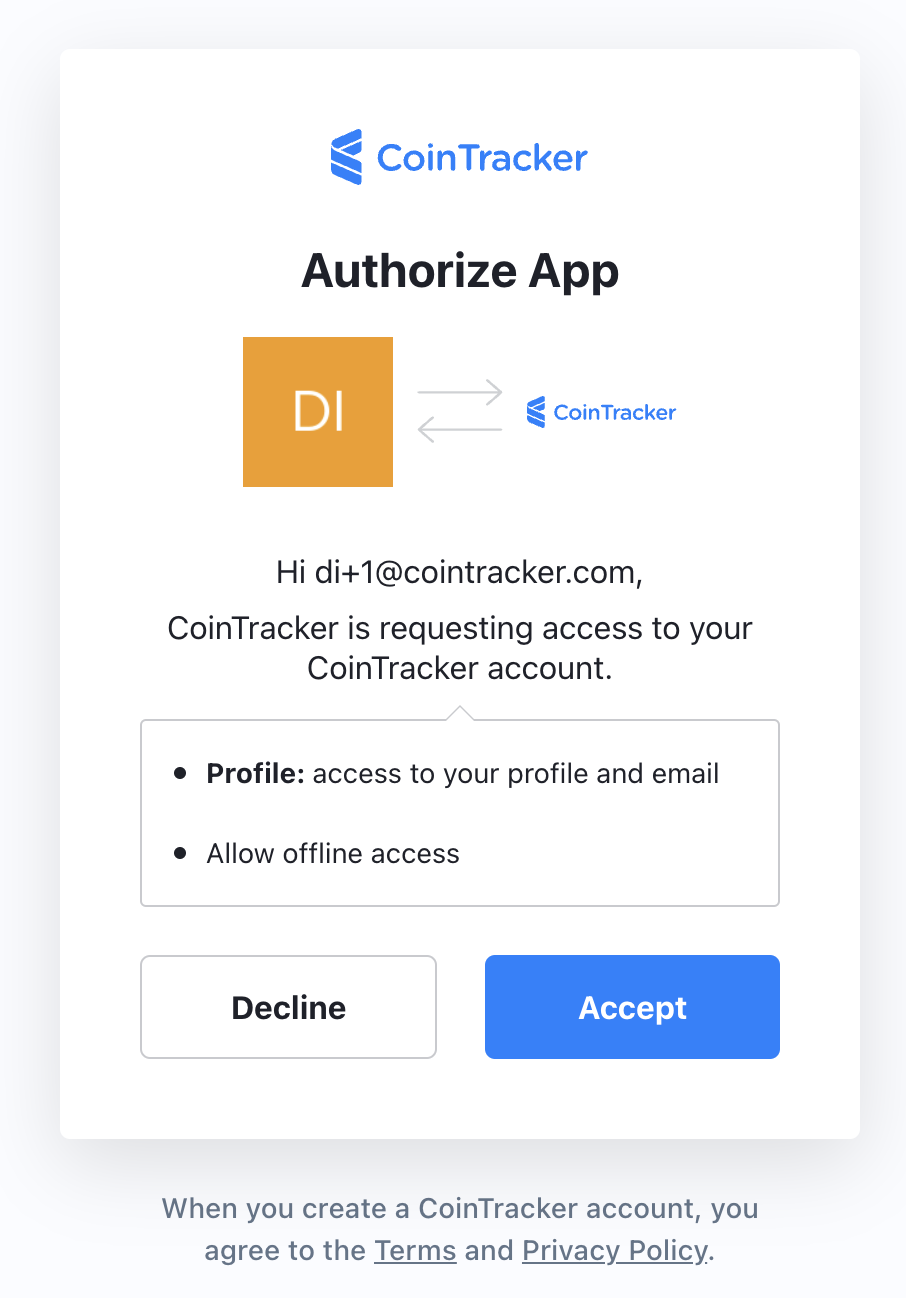 CoinTracker
Authorize App
DI
CoinTracker
Hi di+1@cointracker.com,
CoinTracker is requesting access to your
CoinTracker account.
Profile: access to your profile and email
Allow offline access
Decline
Accept
When you create a CoinTracker account, you
agree to the Terms and Privacy Policy.